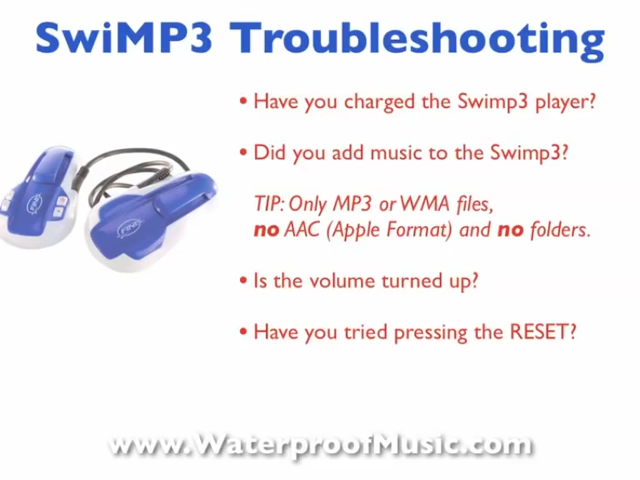 SwiMP3 Troubleshooting
• Have you charged the Swimp3 player?
• Did you add music to the Swimp3?
TIP: Only MP3 or WMA files,
no AAC (Apple Format) and no folders.
• Is the volume turned up?
• Have you tried pressing the RESET?
FINIS
www.WaterproofMusic.com